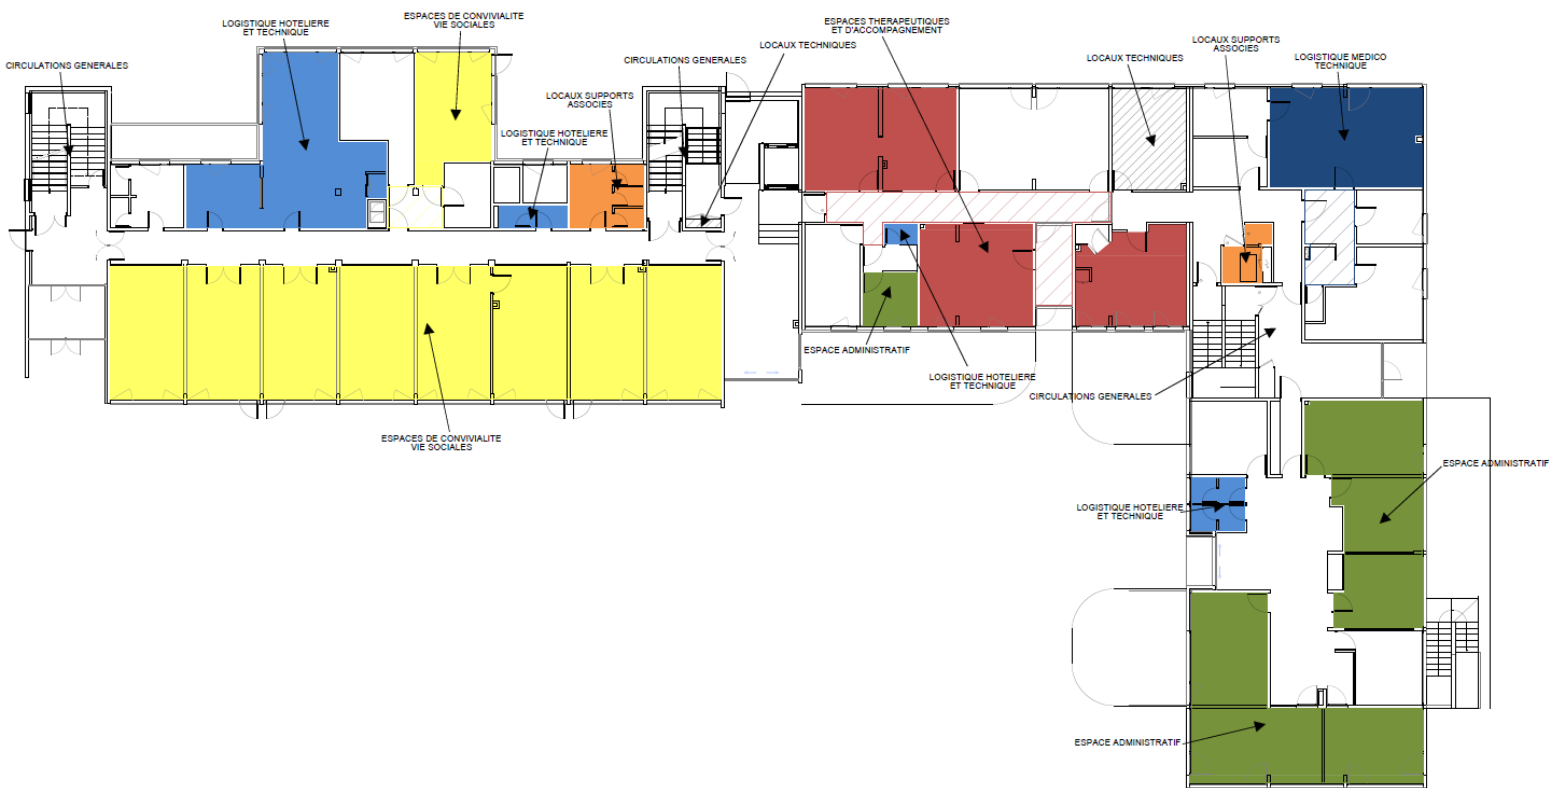 ESPACES DE CONVIVIALITE
VIE SOCIALES
LOGISTIQUE HOTELIERE
ET TECHNIQUE
ESPACES THERAPEUTIQUES
ET D'ACCOMPAGNEMENT
LOCAUX SUPPORTS
ASSOCIES
LOCAUX TECHNIQUES
CIRCULATIONS GENERALES
CIRCULATIONS GENERALES
LOCAUX TECHNIQUES
LOGISTIQUE MEDICO
TECHNIQUE
LOCAUX SUPPORTS
ASSOCIES
LOGISTIQUE HOTELIERE
ET TECHNIQUE
ESPACE ADMINISTRATIF
LOGISTIQUE HOTELIERE
ET TECHNIQUE
CIRCULATIONS GENERALES
ESPACES DE CONVIVIALITE
VIE SOCIALES
ESPACE ADMINISTRATIF
LOGISTIQUE HOTELIERE
ET TECHNIQUE
ESPACE ADMINISTRATIF